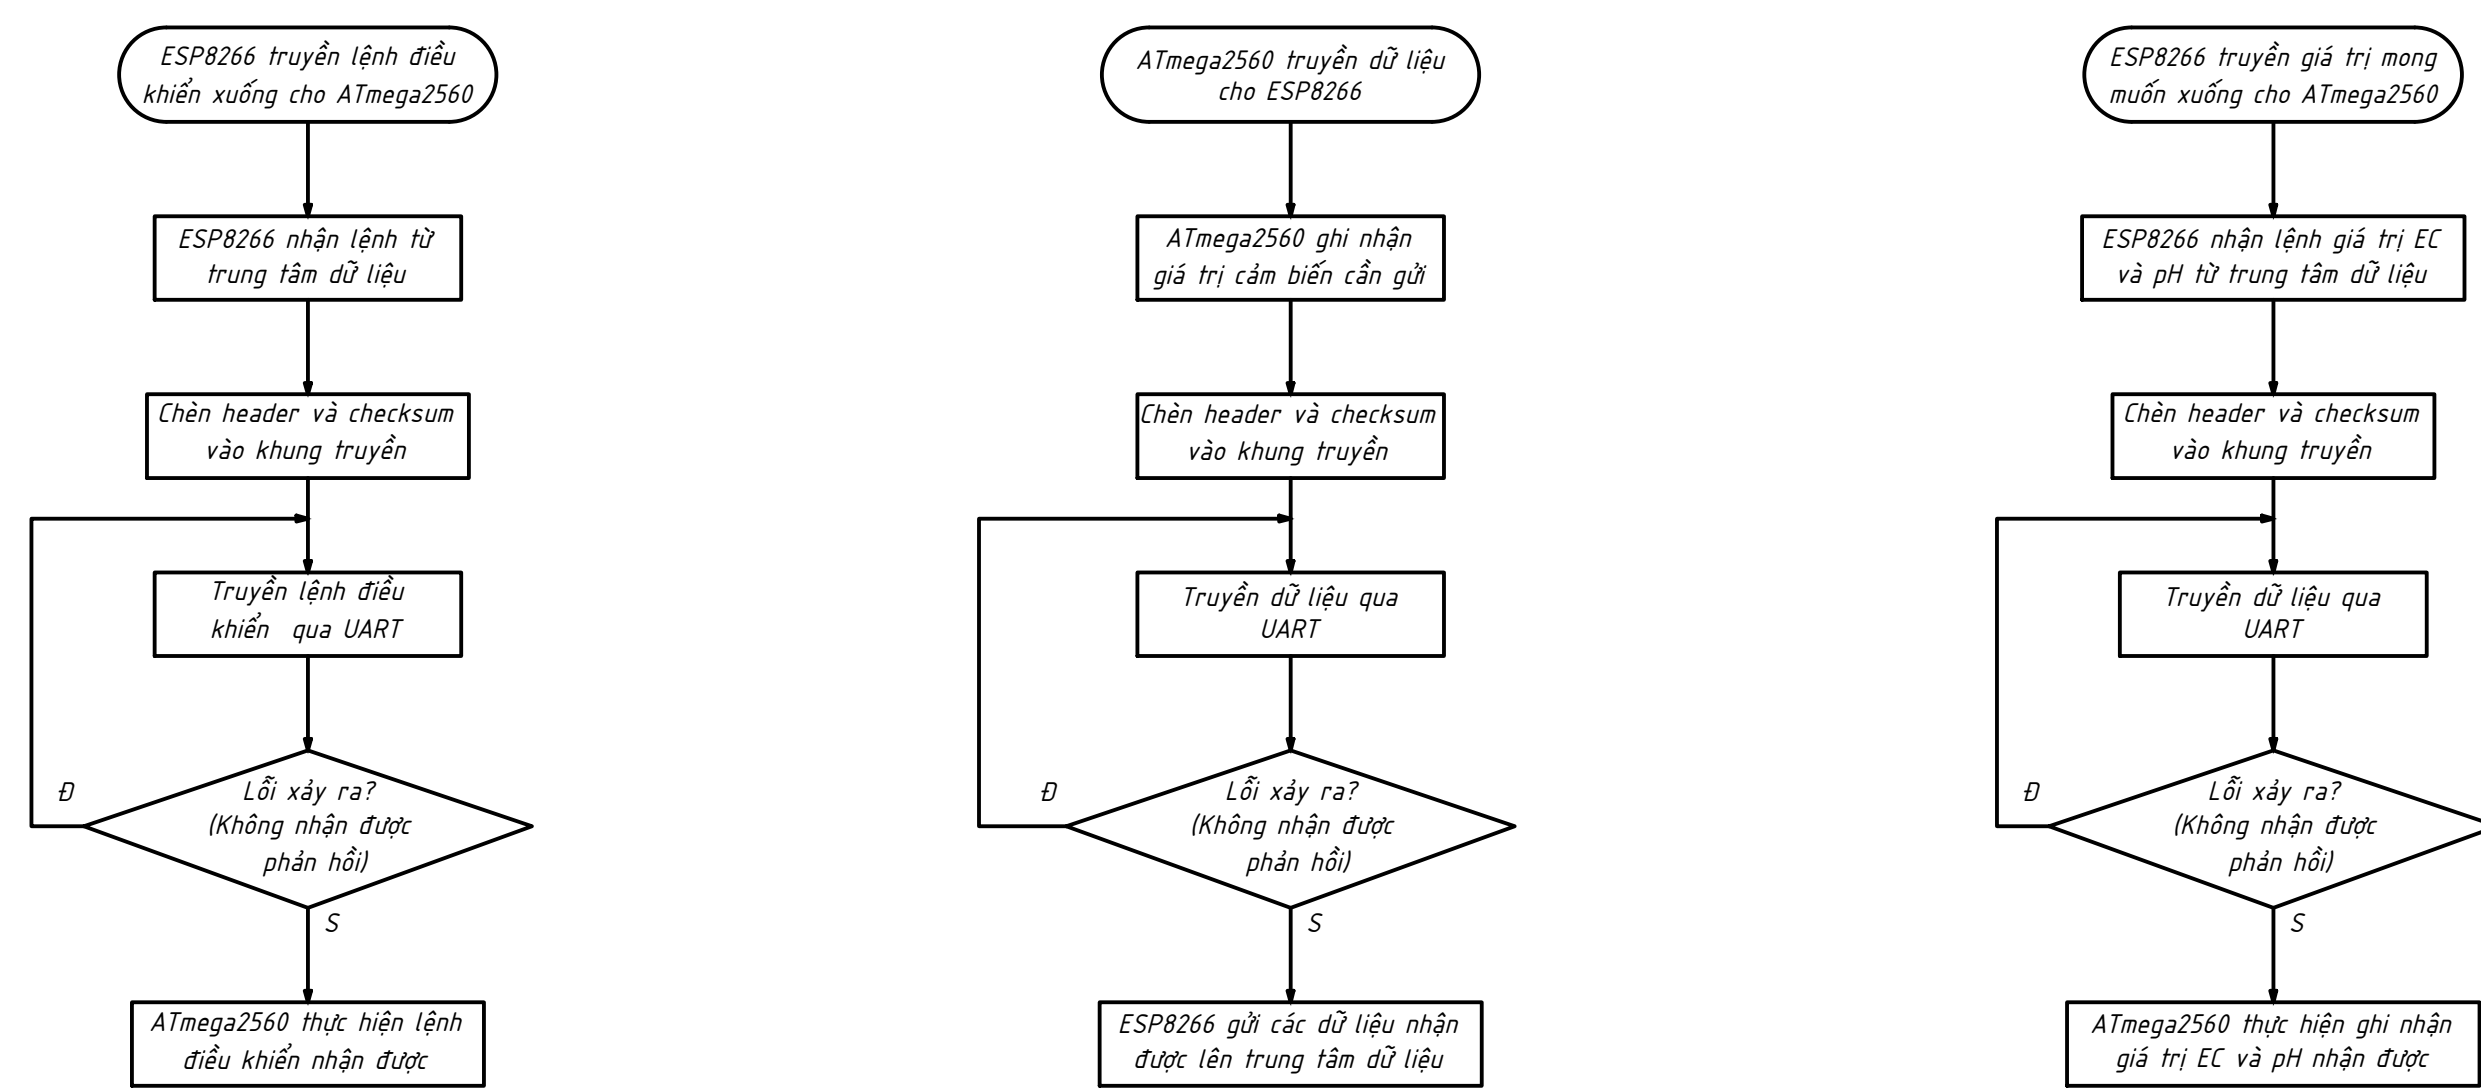 ESP8266 truyền lệnh điều
khiển xuống cho ATmega2560
ESP8266 nhận lệnh từ
trung tâm dữ liệu
Chèn header và checksum
vào khung truyền
Truyền lệnh điều
khiển qua UART
Đ
Lỗi xảy ra?
(Không nhận được
phản hồi)
S
ATmega2560 thực hiện lệnh
điều khiển nhận được
ATmega2560 truyền dữ liệu
cho ESP8266
ATmega2560 ghi nhận
giá trị cảm biến cần gửi
Chèn header và checksum
vào khung truyền
Truyền dữ liệu qua
UART
Đ
Lỗi xảy ra?
(Không nhận được
phản hồi)
S
ESP8266 gửi các dữ liệu nhận
được lên trung tâm dữ liệu
ESP8266 truyền giá trị mong
muốn xuống cho ATmega2560
ESP8266 nhận lệnh giá trị EC
và pH từ trung tâm dữ liệu
Chèn header và checksum
vào khung truyền
Truyền dữ liệu qua
UART
Đ
Lỗi xảy ra?
(Không nhận được
phản hồi)
S
ATmega2560 thực hiện ghi nhận
giá trị EC và pH nhận được